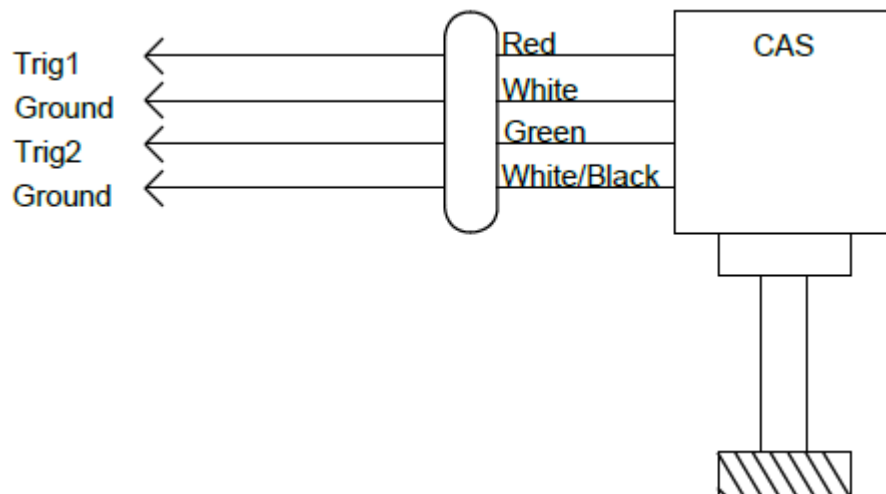 Trig1
Red
CAS
Ground
White
Trig2
Green
Ground
White/Black